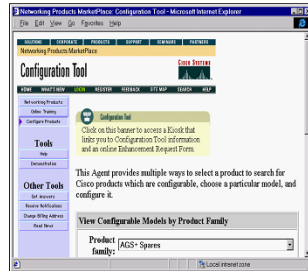 Networking Products MarketPlace: Configuration Tool - Microsoft Internet Explorer
File Edit View Go Favorites Help
SOLUTIONS CORPORATE PRODUCTS SUPPORT SEMINARS PARTNERS
Networking Products MarketPlace
Configuration Tool
CISCO SYSTEMS
HOME WHAT'S NEW LOGIN REGISTER FEEDBACK SITE MAP SEARCH HELP
Networking Products
Online Training
Configure Products
Tools
Help
Demonstration
Other Tools
Get Answers
Receive Notifications
Change Billing Address
Read News
Configuration Tool
Click on this banner to access a Kiosk that
links you to Configuration Tool information
and an online Enhancement Request Form.
This Agent provides multiple ways to select a product to search for
Cisco products which are configurable, choose a particular model, and
configure it.
View Configurable Models by Product Family
Product
family:
AGS+ Spares
Local intranet zone